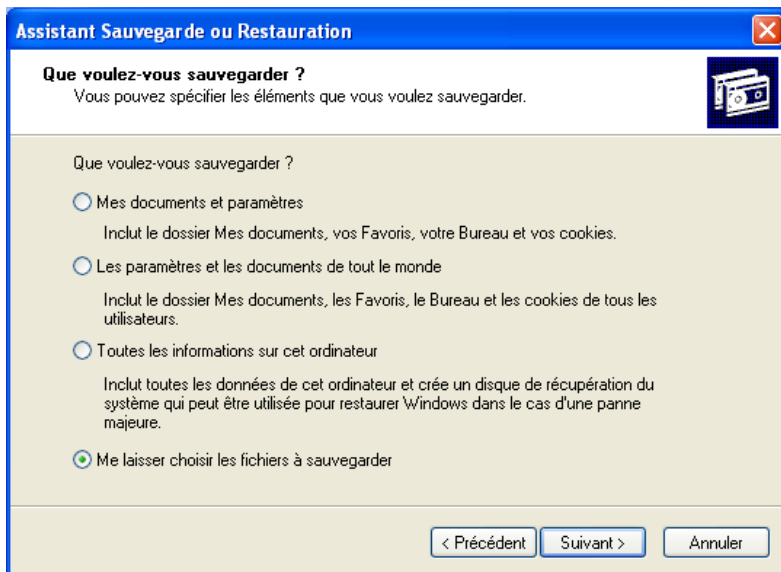 Assistant Sauvegarde ou Restauration
Que voulez-vous sauvegarder ?
Vous pouvez spécifier les éléments que vous voulez sauvegarder.
Que voulez-vous sauvegarder ?
Mes documents et paramètres
Inclut le dossier Mes documents, vos Favoris, votre Bureau et vos cookies.
Les paramètres et les documents de tout le monde
Inclut le dossier Mes documents, les Favoris, le Bureau et les cookies de tous les
utilisateurs.
Toutes les informations sur cet ordinateur
Inclut toutes les données de cet ordinateur et crée un disque de récupération du
système qui peut être utilisée pour restaurer Windows dans le cas d'une panne
majeure.
Me laisser choisir les fichiers à sauvegarder
< Précédent Suivant > Annuler